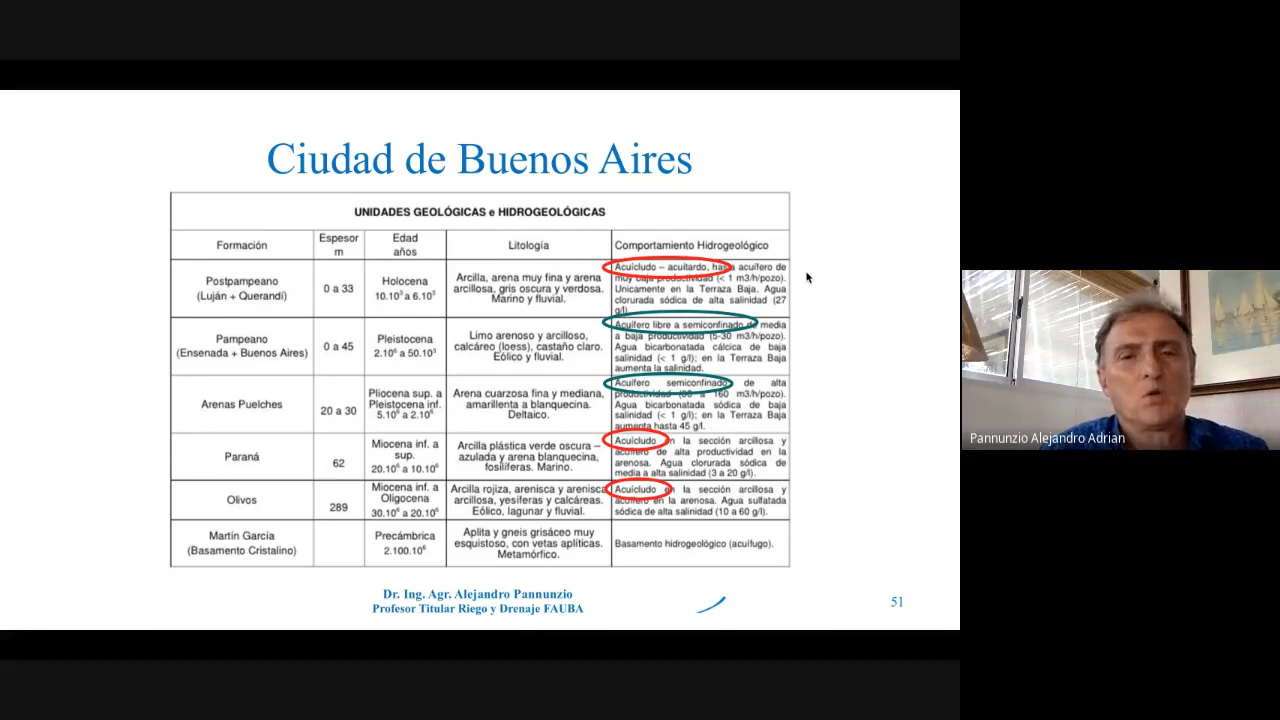 Ciudad de Buenos Aires
UNIDADES GEOLÓGICAS e HIDROGEOLÓGICAS
Formación
Espesor
m
Edad
años
Litología
Comportamiento Hidrogeológico
Postpampeano
(Luján + Querandí)
0 a 33
Holocena
10.10³ a 6.10³
Arcilla, arena muy fina y arena
arcillosa, gris oscura y verdosa.
Marino y fluvial.
Acuícludo – acuitardo, hasta acuífero de
muy baja productividad (< 1 m3/h/pozo).
Unicamente en la Terraza Baja. Agua
clorurada sódica de alta salinidad (27
g/l).
Pampeano
(Ensenada + Buenos Aires)
0 a 45
Pleistocena
2.10⁶ a 50.10³
Limo arenoso y arcilloso,
calcáreo (loess), castaño claro.
Eólico y fluvial.
Acuífero libre a semiconfinado de media
a baja productividad (5-30 m3/h/pozo).
Agua bicarbonatada cálcica de baja
salinidad (< 1 g/l); en la Terraza Baja
aumenta la salinidad.
Arenas Puelches
20 a 30
Pliocena sup. a
Pleistocena inf.
5.10⁶ a 2.10⁶
Arena cuarzosa fina y mediana,
amarillenta a blanquecina.
Deltaico.
Acuífero semiconfinado de alta
productividad a 160 m3/h/pozo).
Agua bicarbonatada sódica de baja
salinidad (< 1 g/l); en la Terraza Baja
aumenta hasta 45 g/l.
Paraná
62
Miocena inf. a
sup.
20.10⁶ a 10.10⁶
Arcilla plástica verde oscura –
azulada y arena blanquecina,
fosilíferas. Marino.
Acuícludo en la sección arcillosa y
acuífero de alta productividad en la
arenosa. Agua clorurada sódica de
media a alta salinidad (3 a 20 g/l).
Olivos
289
Miocena inf. a
Oligocena
30.10⁶ a 20.10⁶
Arcilla rojiza, arenisca y arenisca
arcillosa, yesíferas y calcáreas.
Eólico, lagunar y fluvial.
Acuícludo en la sección arcillosa y
acuífero en la arenosa. Agua sulfatada
sódica de alta salinidad (10 a 60 g/l).
Martín García
(Basamento Cristalino)
Precámbrica
2.100.10⁶
Aplita y gneis grisáceo muy
esquistoso, con vetas aplíticas.
Metamórfico.
Basamento hidrogeológico (acuífugo).
Dr. Ing. Agr. Alejandro Pannunzio
Profesor Titular Riego y Drenaje FAUBA
51
Pannunzio Alejandro Adrian